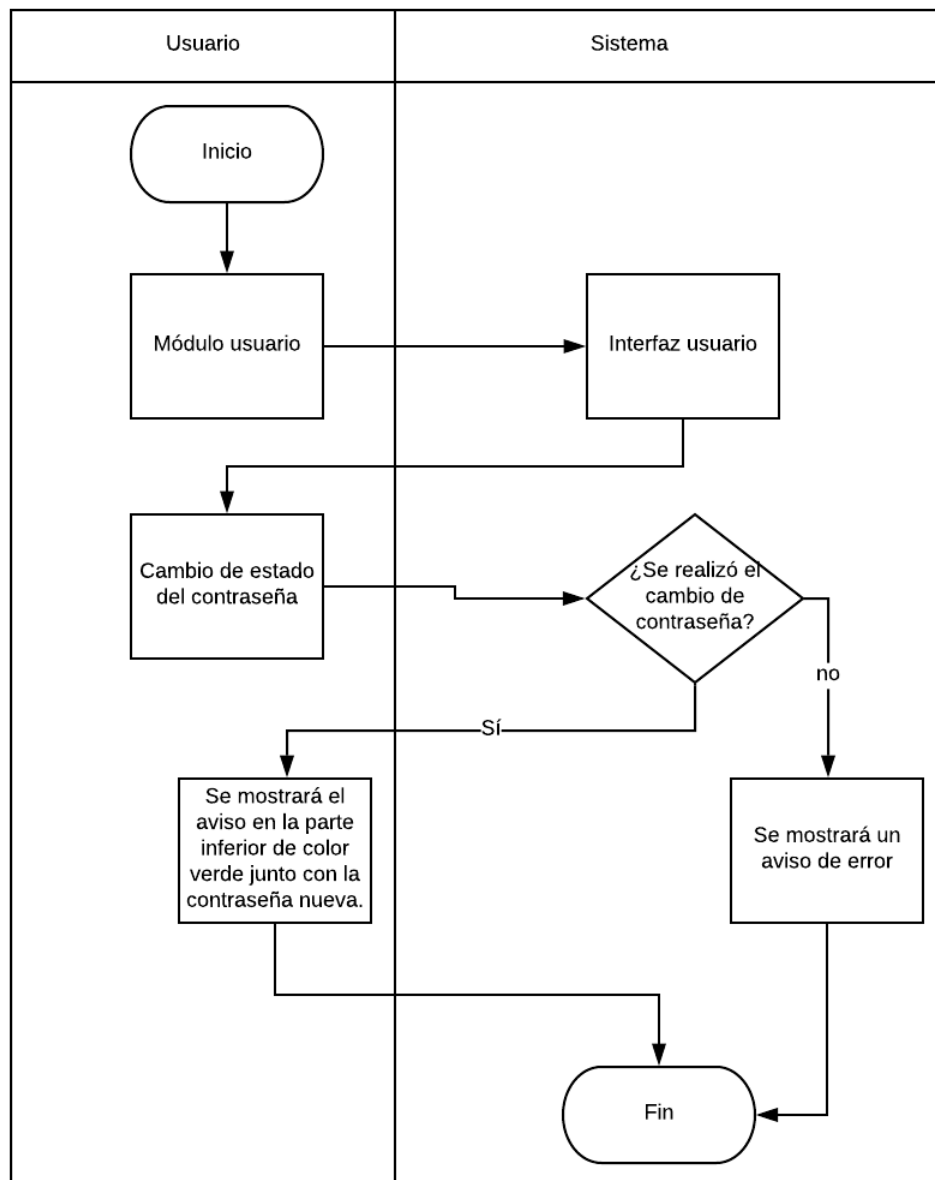 Usuario
Sistema
Inicio
Módulo usuario
Interfaz usuario
Cambio de estado
del contraseña
¿Se realizó el
cambio de
contraseña?
no
Sí
Se mostrará el
aviso en la parte
inferior de color
verde junto con la
contraseña nueva.
Se mostrará un
aviso de error
Fin